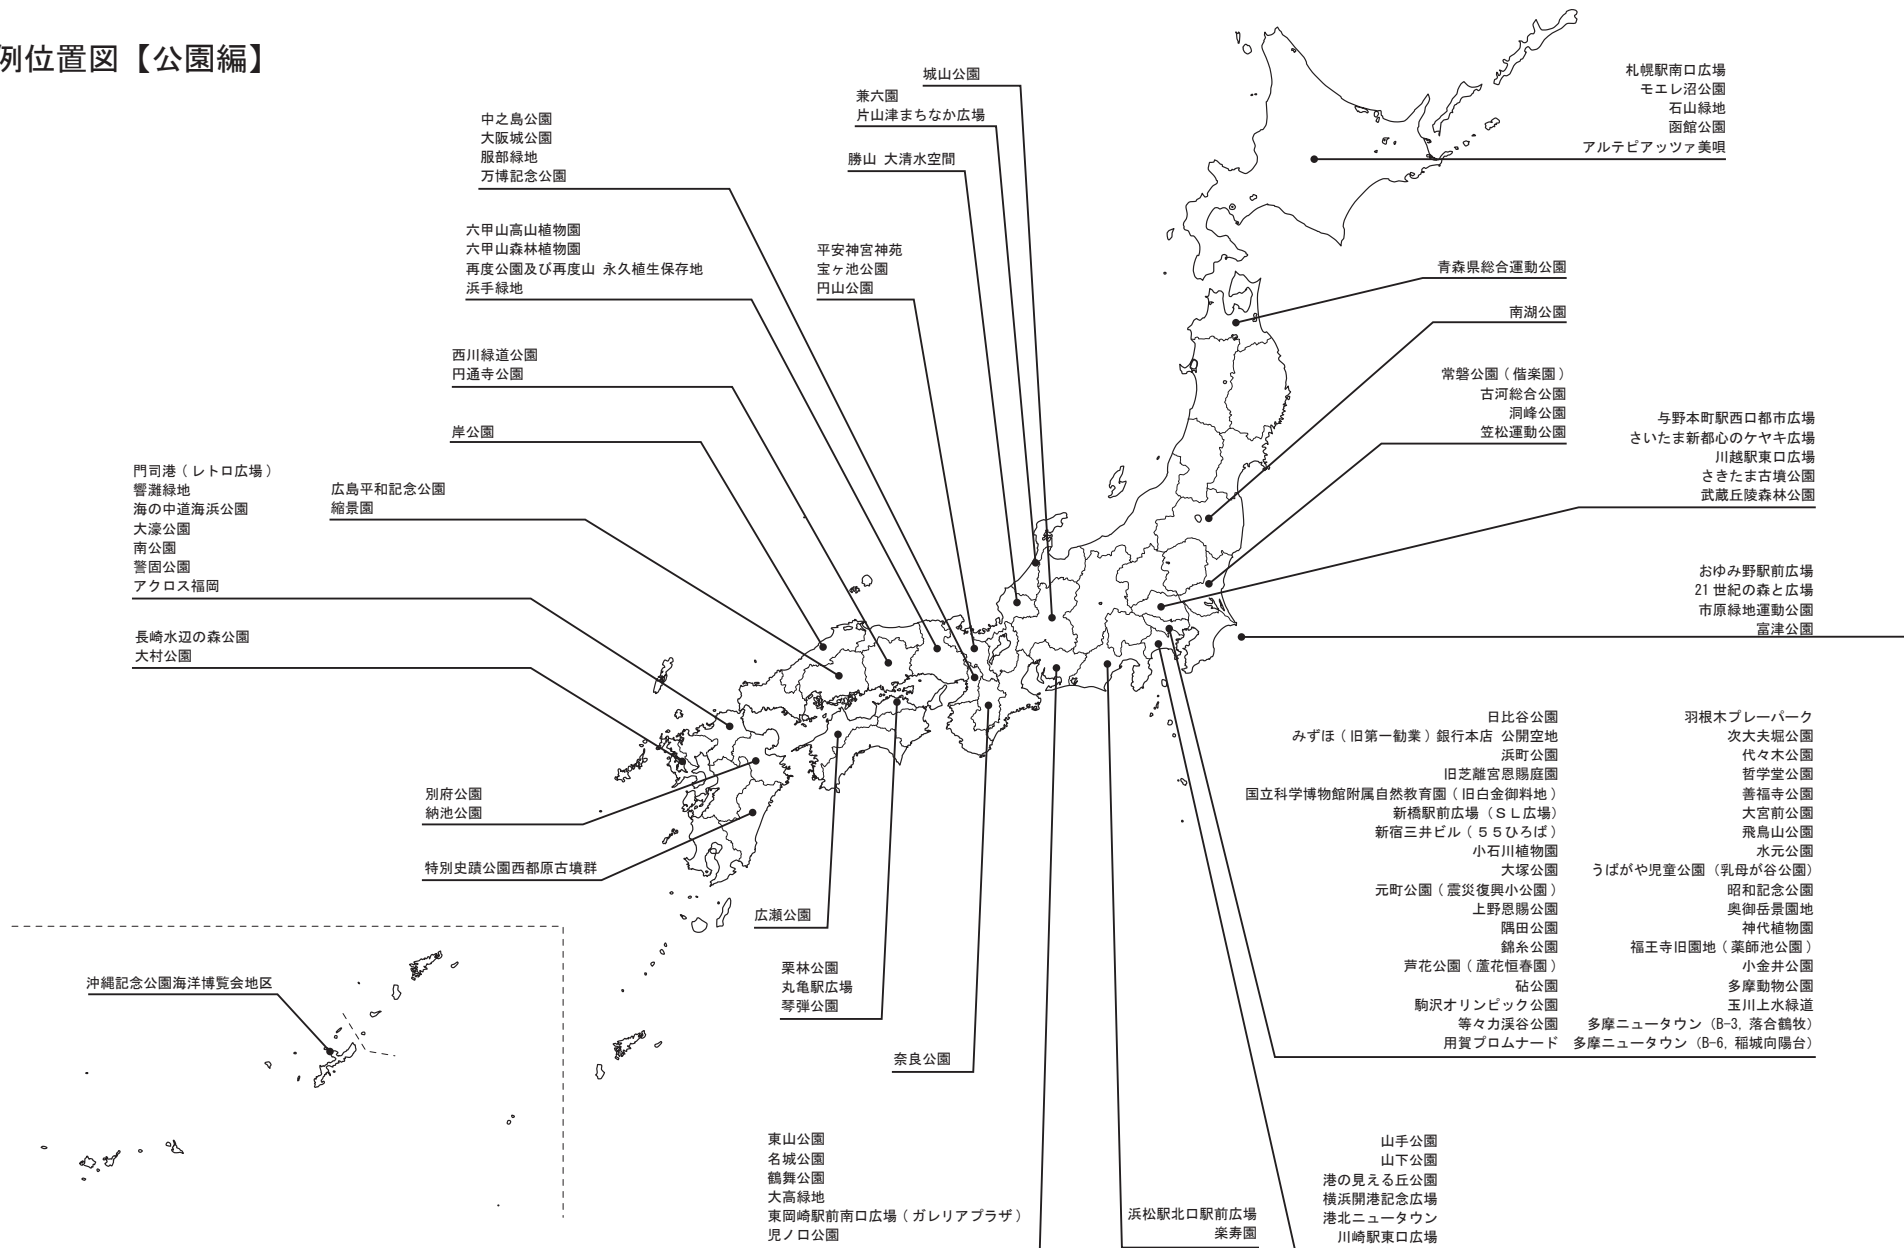 例位置図【公園編】
城山公園
兼六園
片山津まちなか広場
勝山 大清水空間
中之島公園
大阪城公園
服部緑地
万博記念公園
六甲山高山植物園
六甲山森林植物園
再度公園及び再度山 永久植生保存地
浜手緑地
平安神宮神苑
宝ヶ池公園
円山公園
西川緑道公園
円通寺公園
岸公園
門司港(レトロ広場)
響灘緑地
海の中道海浜公園
大濠公園
南公園
警固公園
アクロス福岡
広島平和記念公園
縮景園
長崎水辺の森公園
大村公園
別府公園
納池公園
特別史蹟公園西都原古墳群
広瀬公園
栗林公園
丸亀駅広場
琴弾公園
奈良公園
沖縄記念公園海洋博覧会地区
札幌駅南口広場
モエレ沼公園
石山緑地
函館公園
アルテピアッツァ美唄
青森県総合運動公園
南湖公園
常磐公園(偕楽園)
古河総合公園
洞峰公園
笠松運動公園
与野本町駅西口都市広場
さいたま新都心のケヤキ広場
川越駅東口広場
さきたま古墳公園
武蔵丘陵森林公園
おゆみ野駅前広場
21世紀の森と広場
市原緑地運動公園
富津公園
日比谷公園
みずほ(旧第一勧業)銀行本店 公開空地
浜町公園
旧芝離宮恩賜庭園
国立科学博物館附属自然教育園(旧白金御料地)
新橋駅前広場(SL広場)
新宿三井ビル(55ひろば)
小石川植物園
大塚公園
元町公園(震災復興小公園)
上野恩賜公園
隅田公園
錦糸公園
芦花公園(蘆花恒春園)
砧公園
駒沢オリンピック公園
等々力渓谷公園
用賀プロムナード
羽根木プレーパーク
次大夫堀公園
代々木公園
哲学堂公園
善福寺公園
大宮前公園
飛鳥山公園
水元公園
うばがや児童公園(乳母が谷公園)
昭和記念公園
奥御岳景園地
神代植物園
福王寺旧園地(薬師池公園)
小金井公園
多摩動物公園
玉川上水緑道
多摩ニュータウン(B-3,落合鶴牧)
多摩ニュータウン(B-6,稲城向陽台)
東山公園
名城公園
鶴舞公園
大高緑地
東岡崎駅前南口広場(ガレリアプラザ)
児ノ口公園
浜松駅北口駅前広場
楽寿園
山手公園
山下公園
港の見える丘公園
横浜開港記念広場
港北ニュータウン
川崎駅東口広場